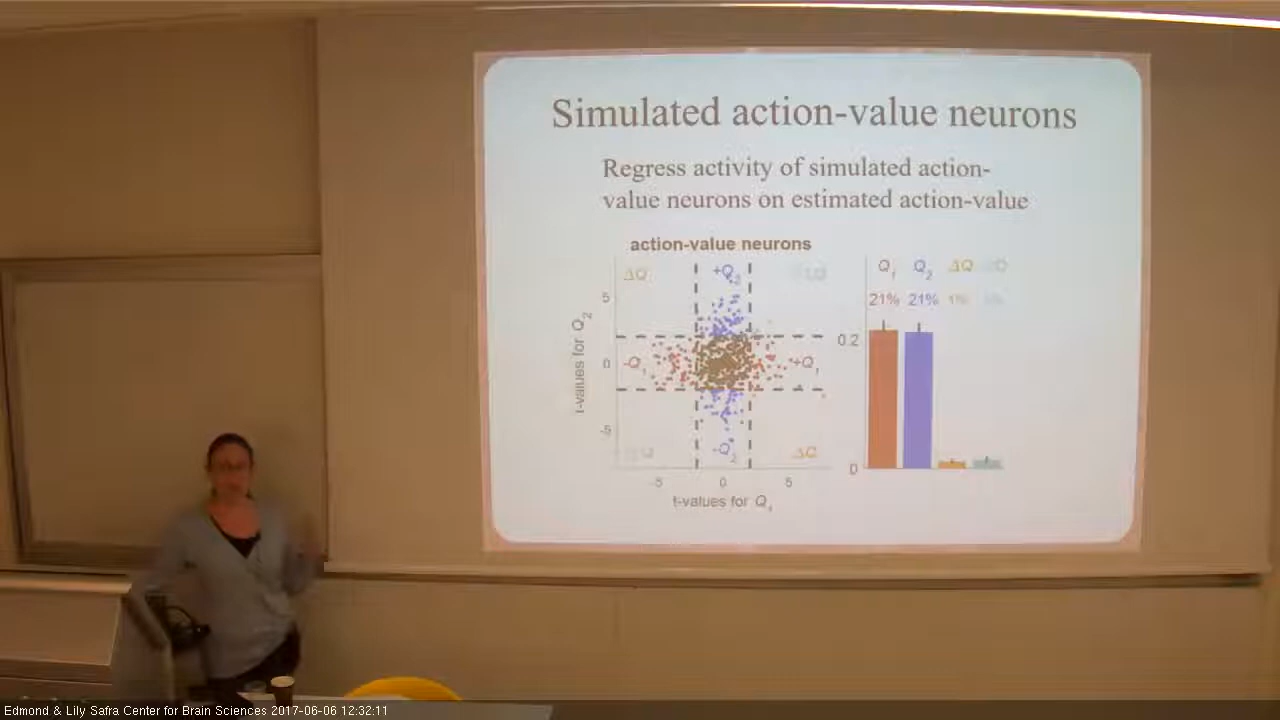 Simulated action-value neurons
Regress activity of simulated action-
value neurons on estimated action-value
action-value neurons
ΔQ
+Q2
5
0
-5
-Q1
+Q1
-Q2
ΔQ
t-values for Q2
-5 0 5
t-values for Q1
Q1 Q2 ΔQ
21% 21%
0.2
0
Edmond & Lily Safra Center for Brain Sciences 2017-06-06 12:32:11